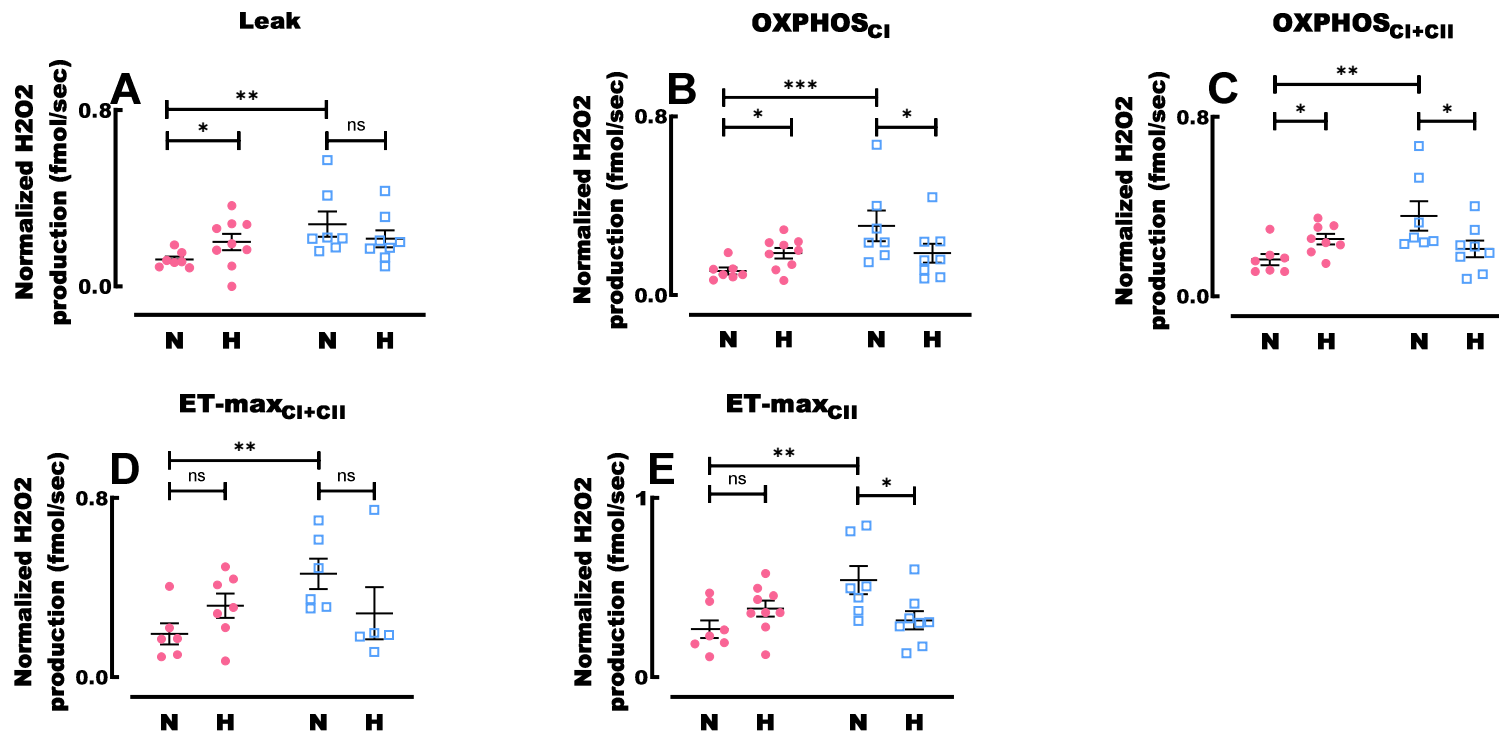 Leak
A
Normalized H2O2
production (fmol/sec)
0.8
0.0
**
*
ns
N H N H
OXPHOSCI
B
Normalized H2O2
production (fmol/sec)
0.8
0.0
***
*
*
N H N H
OXPHOSCI+CII
C
Normalized H2O2
production (fmol/sec)
0.8
0.0
**
*
*
N H N H
ET-maxCI+CII
D
Normalized H2O2
production (fmol/sec)
0.8
0.0
**
ns
ns
N H N H
ET-maxCII
E
Normalized H2O2
production (fmol/sec)
1
0
**
ns
*
N H N H